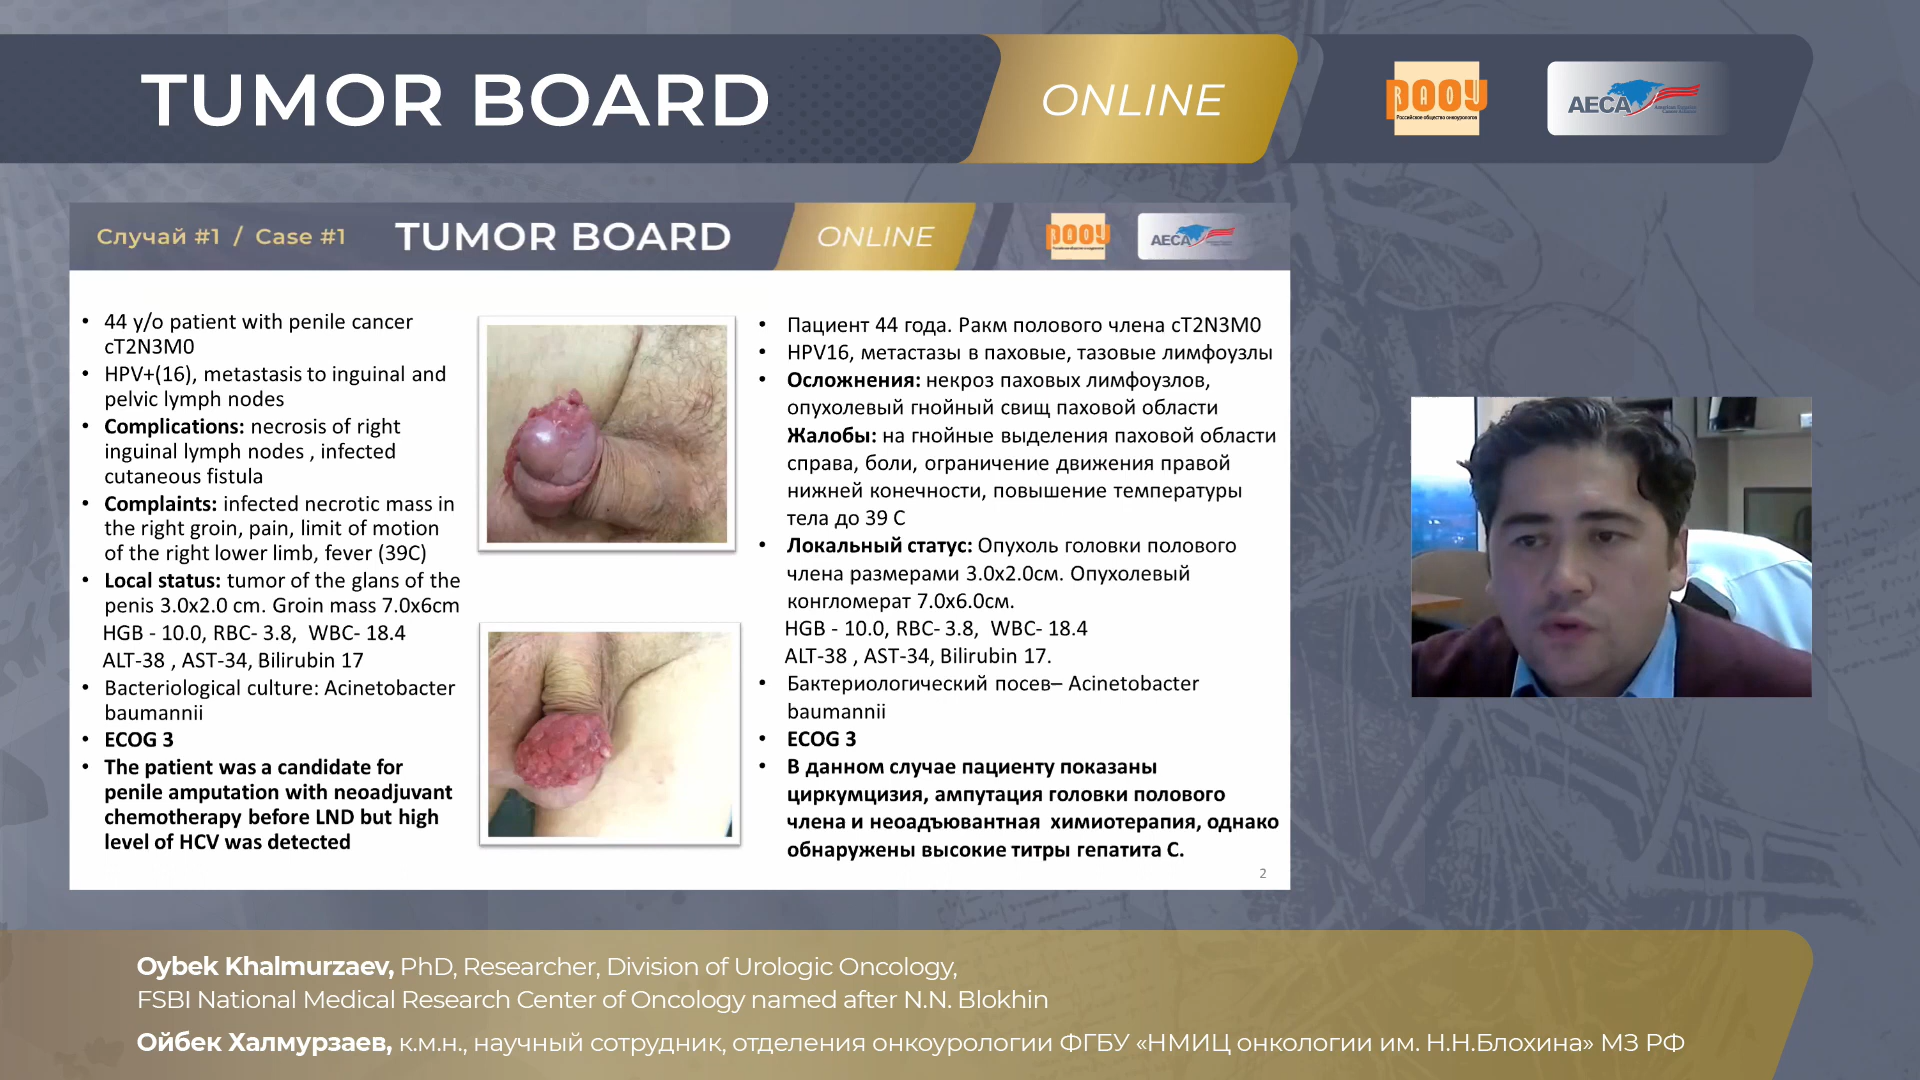 TUMOR BOARD
ONLINE
РООУ
RA
Российское общество онкоурологов
AECA
Случай #1 / Case #1
TUMOR BOARD
ONLINE
РООУ
AECA
• 44 y/o patient with penile cancer
cT2N3M0
• HPV+(16), metastasis to inguinal and
pelvic lymph nodes
• Complications: necrosis of right
inguinal lymph nodes , infected
cutaneous fistula
• Complaints: infected necrotic mass in
the right groin, pain, limit of motion
of the right lower limb, fever (39C)
• Local status: tumor of the glans of the
penis 3.0x2.0 cm. Groin mass 7.0x6cm
HGB - 10.0, RBC- 3.8, WBC- 18.4
ALT-38 , AST-34, Bilirubin 17
• Bacteriological culture: Acinetobacter
baumannii
• ECOG 3
• The patient was a candidate for
penile amputation with neoadjuvant
chemotherapy before LND but high
level of HCV was detected
• Пациент 44 года. Ракм полового члена cT2N3M0
• HPV16, метастазы в паховые, тазовые лимфоузлы
• Осложнения: некроз паховых лимфоузлов,
опухолевый гнойный свищ паховой области
Жалобы: на гнойные выделения паховой области
справа, боли, ограничение движения правой
нижней конечности, повышение температуры
тела до 39 С
• Локальный статус: Опухоль головки полового
члена размерами 3.0х2.0см. Опухолевый
конгломерат 7.0х6.0см.
HGB - 10.0, RBC- 3.8, WBC- 18.4
ALT-38 , AST-34, Bilirubin 17.
• Бактериологический посев– Acinetobacter
baumannii
• ECOG 3
• В данном случае пациенту показаны
циркумцизия, ампутация головки полового
члена и неоадъювантная химиотерапия, однако
обнаружены высокие титры гепатита С.
2
Oybek Khalmurzaev, PhD, Researcher, Division of Urologic Oncology,
FSBI National Medical Research Center of Oncology named after N.N. Blokhin
Ойбек Халмурзаев, к.м.н., научный сотрудник, отделения онкоурологии ФГБУ «НМИЦ онкологии им. Н.Н.Блохина» МЗ РФ